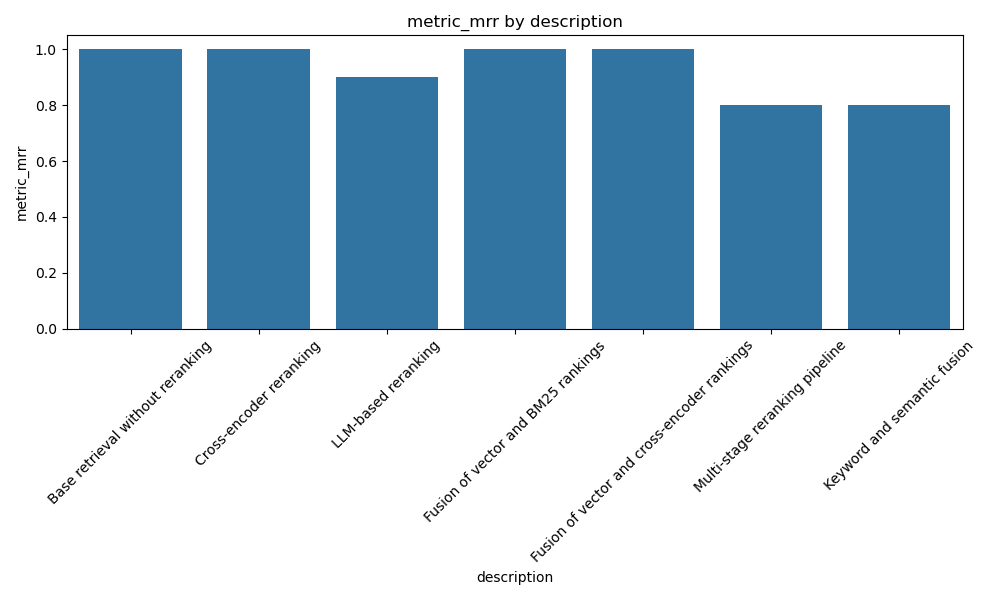 metric_mrr by description
metric_mrr
1.0
0.8
0.6
0.4
0.2
0.0
Base retrieval without reranking
Cross-encoder reranking
LLM-based reranking
Fusion of vector and BM25 rankings
Fusion of vector and cross-encoder rankings
Multi-stage reranking pipeline
Keyword and semantic fusion
description